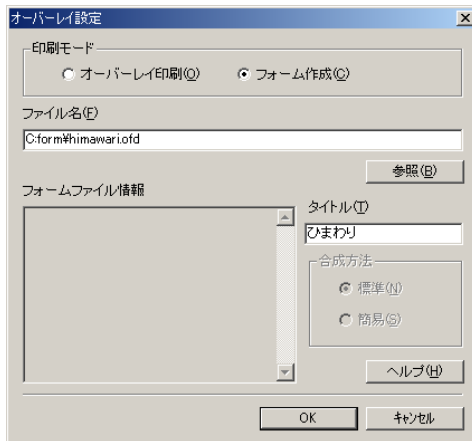 オーバーレイ設定
印刷モード
オーバーレイ印刷(O)
フォーム作成(C)
ファイル名(F)
C:form¥himawari.ofd
参照(B)
フォームファイル情報
タイトル(T)
ひまわり
合成方法
標準(N)
簡易(S)
ヘルプ(H)
OK
キャンセル